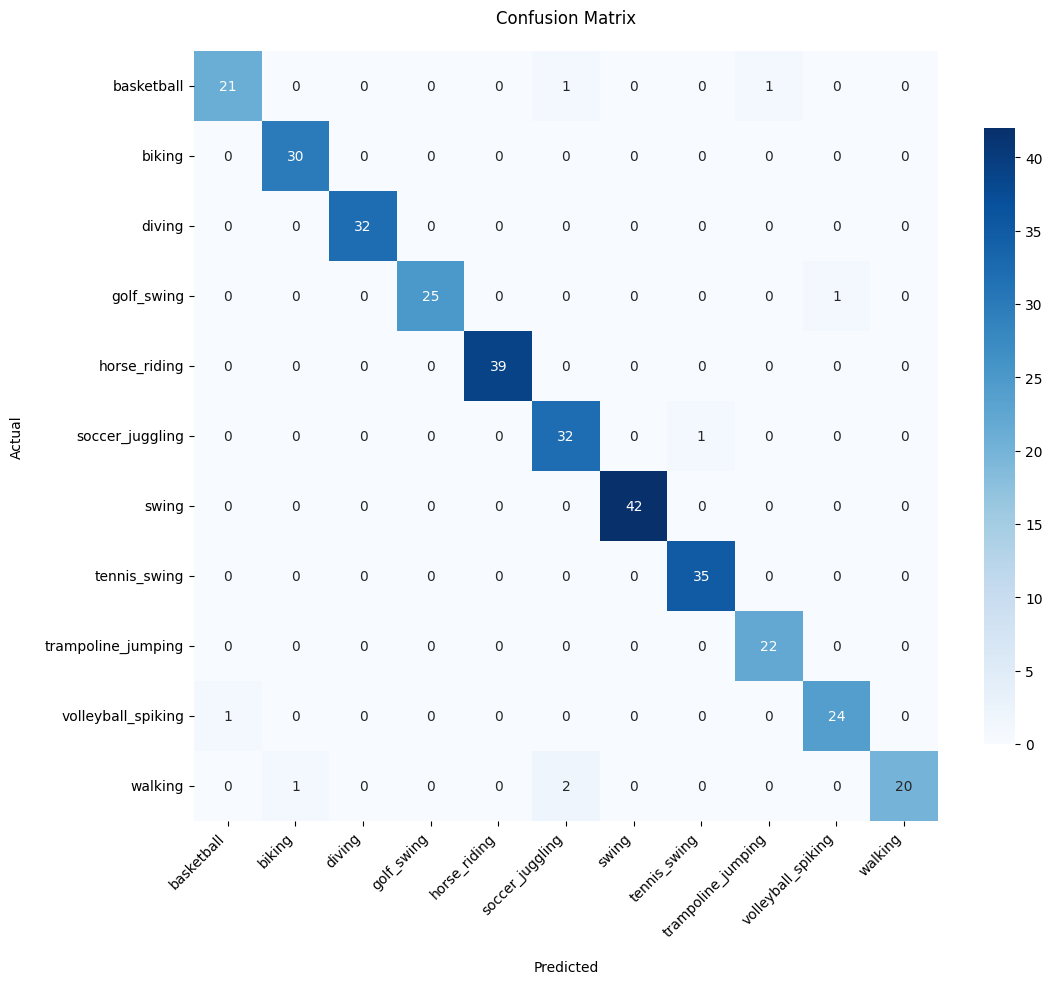 Confusion Matrix
basketball 21 0 0 0 0 1 0 0 1 0 0
biking 0 30 0 0 0 0 0 0 0 0 0
diving 0 0 32 0 0 0 0 0 0 0 0
golf_swing 0 0 0 25 0 0 0 0 0 1 0
horse_riding 0 0 0 0 39 0 0 0 0 0 0
soccer_juggling 0 0 0 0 0 32 0 1 0 0 0
swing 0 0 0 0 0 0 42 0 0 0 0
tennis_swing 0 0 0 0 0 0 0 35 0 0 0
trampoline_jumping 0 0 0 0 0 0 0 0 22 0 0
volleyball_spiking 1 0 0 0 0 0 0 0 0 24 0
walking 0 1 0 0 0 2 0 0 0 0 20
Actual
basketball biking diving golf_swing horse_riding soccer_juggling swing tennis_swing trampoline_jumping volleyball_spiking walking
Predicted
40
35
30
25
20
15
10
5
0